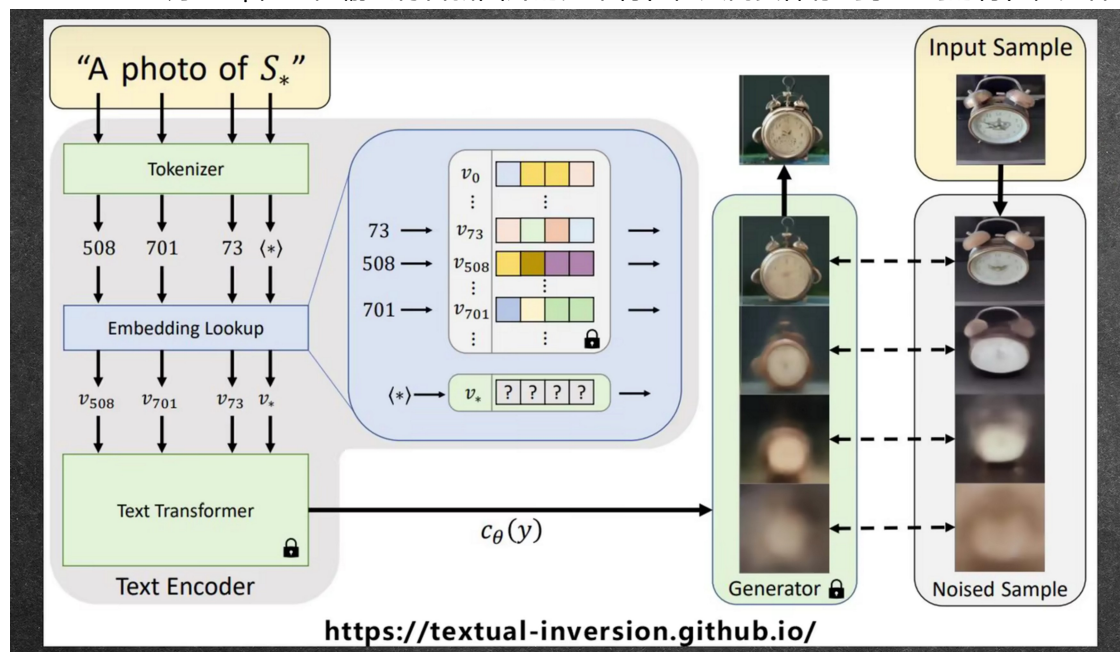 "A photo of S*"
Input Sample
Tokenizer
508 701 73 ⟨*⟩
Embedding Lookup
v508 v701 v73 v*
Text Transformer
Text Encoder
v0
⋮ ⋮
73 v73
508 v508
⋮ ⋮
701 v701
⋮ ⋮
⟨*⟩ v* ? ? ? ?
cθ(y)
Generator
Noised Sample
https://textual-inversion.github.io/